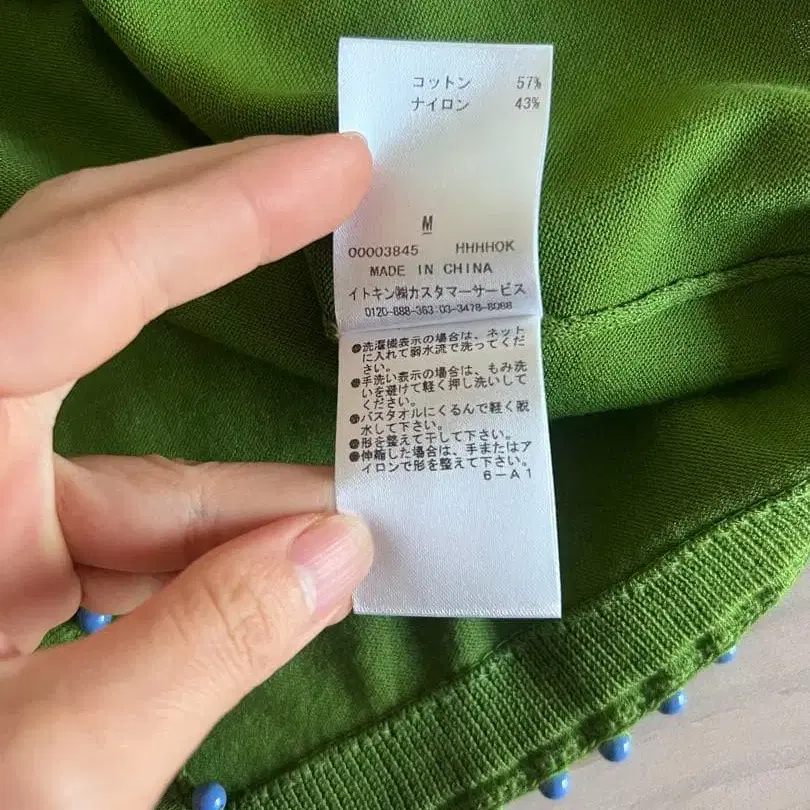 コットン 57%
ナイロン 43%
M
00003845 HHHHOK
MADE IN CHINA
イトキン㈱カスタマーサービス
0120-888-363:03-3478-8088
●洗濯機表示の場合は、ネット
に入れて弱水流で洗ってくだ
さい。
●手洗い表示の場合は、もみ洗
いを避けて軽く押し洗いして
ください。
●バスタオルにくるんで軽く脱
水して下さい。
●形を整えて干して下さい。
●伸縮した場合は、手またはア
イロンで形を整えて下さい。
6-A1